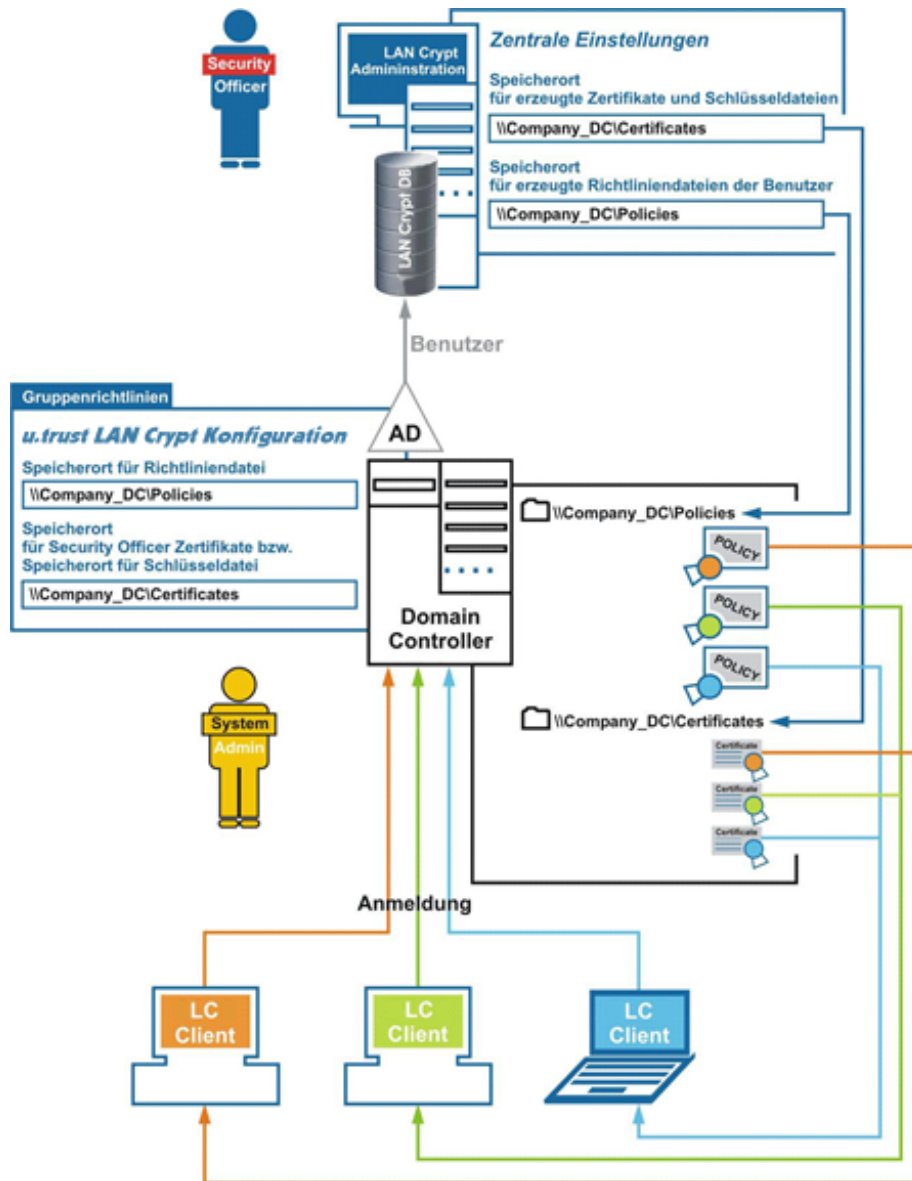 Security
Officer
LAN Crypt
Admininstration
Zentrale Einstellungen
Speicherort
für erzeugte Zertifikate und Schlüsseldateien
\\Company_DC\Certificates
Speicherort
für erzeugte Richtliniendateien der Benutzer
\\Company_DC\Policies
LAN Crypt DB
Benutzer
Gruppenrichtlinien
u.trust LAN Crypt Konfiguration
Speicherort für Richtliniendatei
\\Company_DC\Policies
Speicherort
für Security Officer Zertifikate bzw.
Speicherort für Schlüsseldatei
\\Company_DC\Certificates
AD
Domain
Controller
\\Company_DC\Policies
POLICY
POLICY
POLICY
\\Company_DC\Certificates
Certificate
Certificate
Certificate
System
Admin
Anmeldung
LC
Client
LC
Client
LC
Client